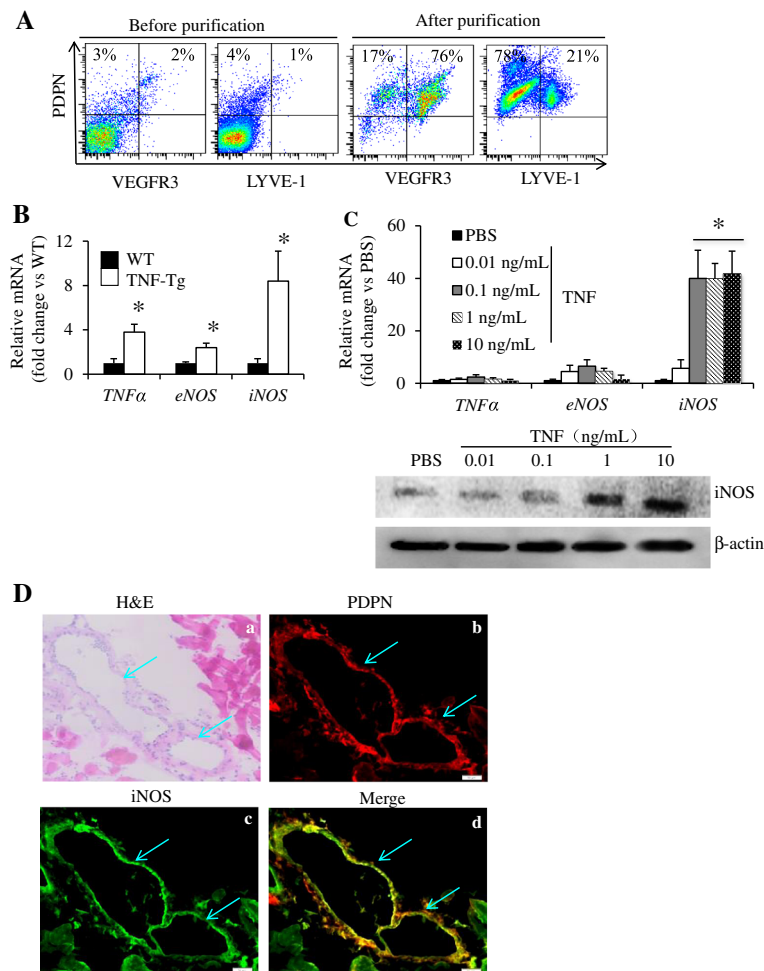 A
Before purification
After purification
3%
2%
4%
1%
17%
76%
78%
21%
PDPN
VEGFR3
LYVE-1
VEGFR3
LYVE-1
B
Relative mRNA
(fold change vs WT)
12
8
4
0
WT
TNF-Tg
*
*
*
TNFα
eNOS
iNOS
C
Relative mRNA
(fold change vs PBS)
60
40
20
0
PBS
0.01 ng/mL
0.1 ng/mL
1 ng/mL
10 ng/mL
TNF
*
TNFα
eNOS
iNOS
TNF（ng/mL）
PBS
0.01
0.1
1
10
iNOS
β-actin
D
H&E
PDPN
a
b
iNOS
Merge
c
d